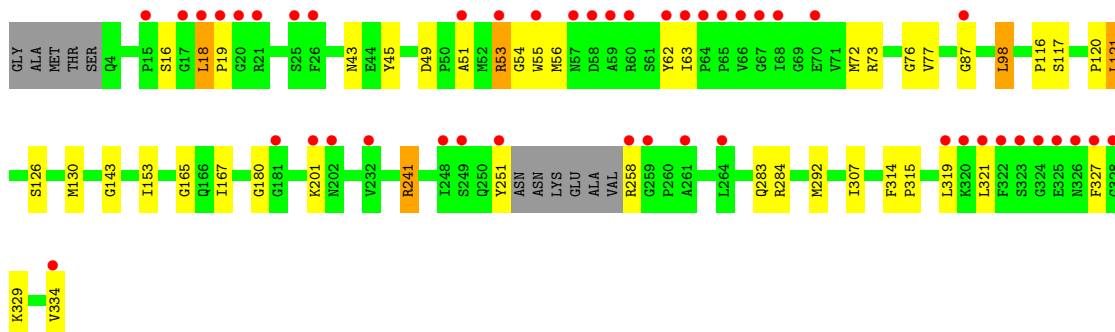 GLY ALA MET THR SER Q4 P15 S16 G17 L18 P19 G20 R21 S25 F26 N43 E44 Y45 D49 P50 A51 M52 R53 G54 W55 M56 N57 D58 A59 R60 S61 Y62 I63 P64 P65 V66 G67 I68 G69 E70 V71 M72 R73 G76 V77 G87 L98 P116 S117 P120
S126 M130 G143 I153 G165 Q166 I167 G180 G181 K201 N202 V232 R241 I248 S249 Q250 Y251 ASN ASN LYS GLU ALA VAL R258 G259 P260 A261 L264 Q283 R284 M292 I307 F314 P315 L319 K320 L321 F322 S323 G324 E325 N326 F327
K329 V334